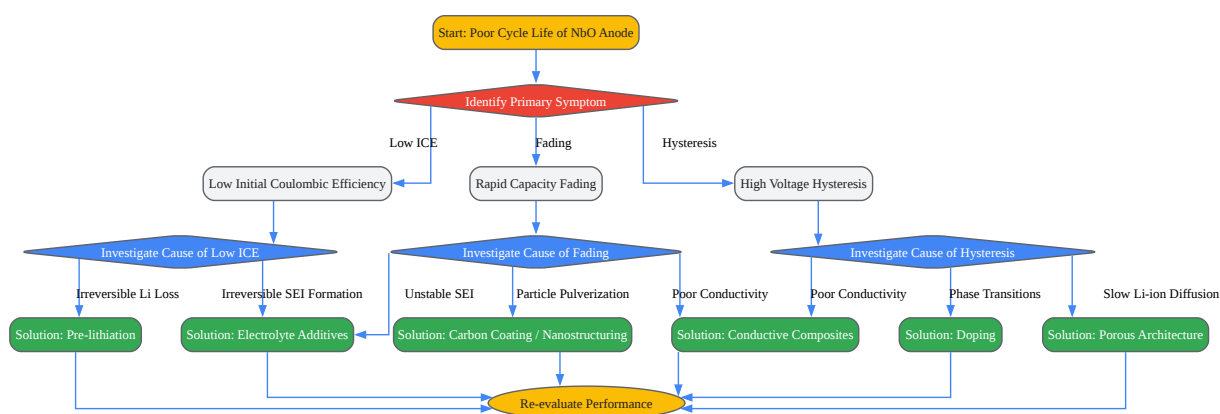 Start: Poor Cycle Life of NbO Anode
Identify Primary Symptom
Low ICE
Fading
Hysteresis
Low Initial Coulombic Efficiency
Rapid Capacity Fading
High Voltage Hysteresis
Investigate Cause of Low ICE
Investigate Cause of Fading
Investigate Cause of Hysteresis
Irreversible Li Loss
Irreversible SEI Formation
Unstable SEI
Particle Pulverization
Poor Conductivity
Poor Conductivity
Phase Transitions
Slow Li-ion Diffusion
Solution: Pre-lithiation
Solution: Electrolyte Additives
Solution: Carbon Coating / Nanostructuring
Solution: Conductive Composites
Solution: Doping
Solution: Porous Architecture
Re-evaluate Performance